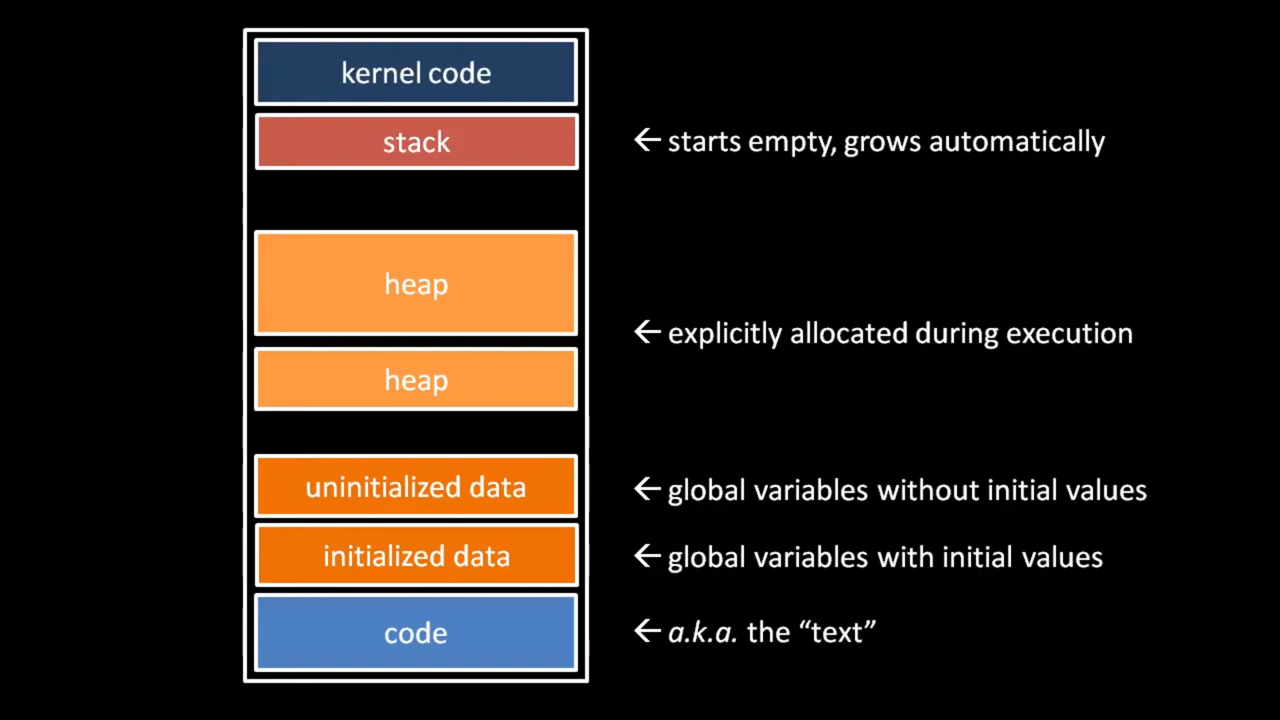 kernel code
stack
← starts empty, grows automatically
heap
← explicitly allocated during execution
heap
uninitialized data
← global variables without initial values
initialized data
← global variables with initial values
code
← a.k.a. the “text”